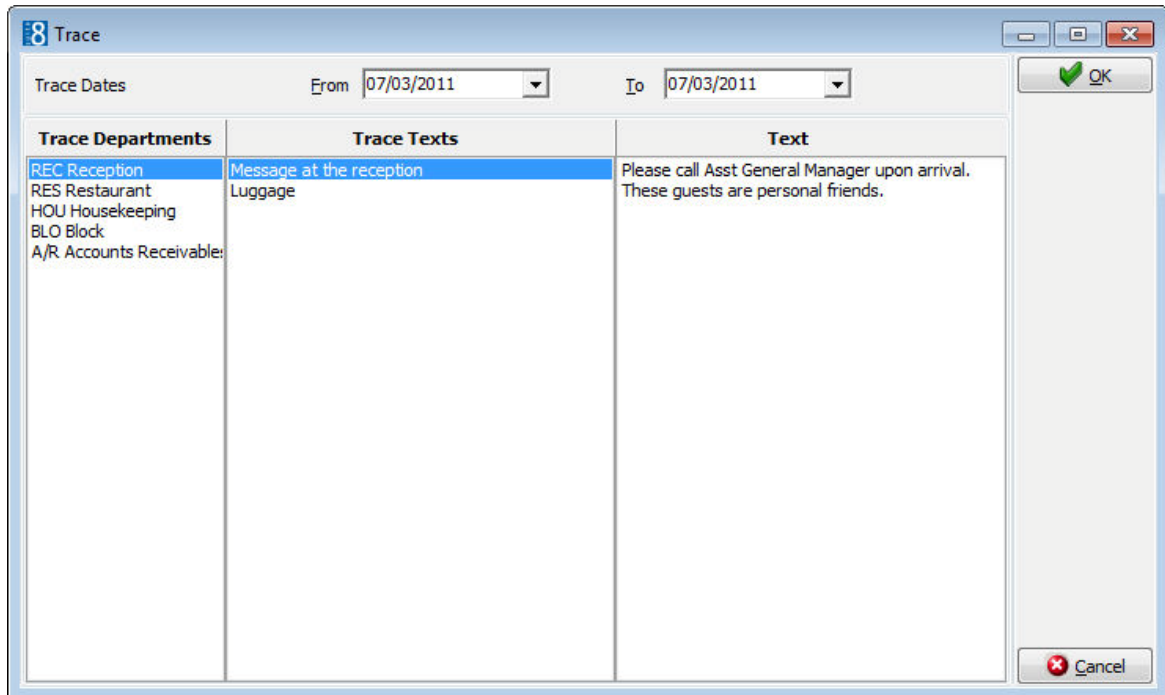 8 Trace
Trace Dates From 07/03/2011 To 07/03/2011 OK
Trace Departments Trace Texts Text
REC Reception Message at the reception Please call Asst General Manager upon arrival.
RES Restaurant Luggage These guests are personal friends.
HOU Housekeeping
BLO Block
A/R Accounts Receivable
Cancel